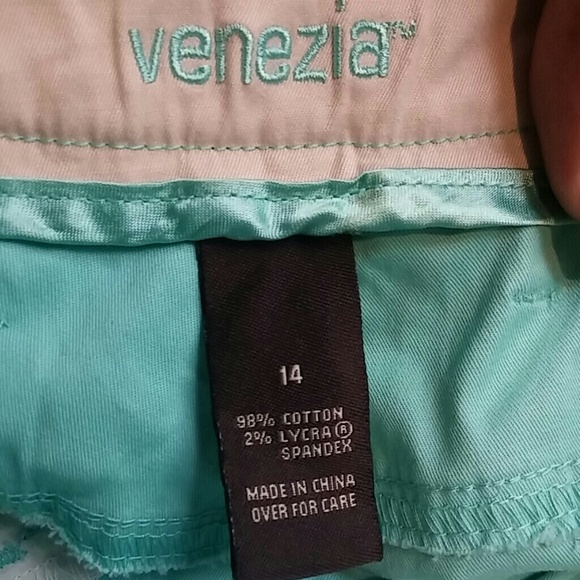 venezia™
14
98% COTTON
2% LYCRA®
SPANDEX
MADE IN CHINA
OVER FOR CARE